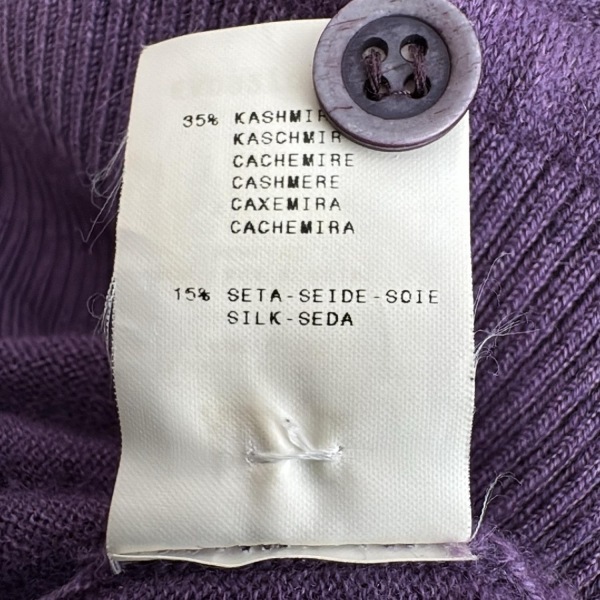 35% KASHMIR
KASCHMIR
CACHEMIRE
CASHMERE
CAXEMIRA
CACHEMIRA
15% SETA-SEIDE-SOIE
SILK-SEDA